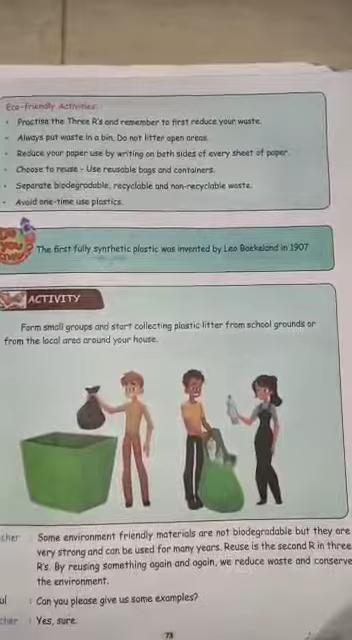 Eco-friendly Activities:
• Practise the Three R's and remember to first reduce your waste.
• Always put waste in a bin. Do not litter open areas.
• Reduce your paper use by writing on both sides of every sheet of paper.
• Choose to reuse - Use reusable bags and containers.
• Separate biodegradable, recyclable and non-recyclable waste.
• Avoid one-time use plastics.
you
The first fully synthetic plastic was invented by Leo Baekeland in 1907
ACTIVITY
Form small groups and start collecting plastic litter from school grounds or
from the local area around your house.
cher : Some environment friendly materials are not biodegradable but they are
very strong and can be used for many years. Reuse is the second R in three
R's. By reusing something again and again, we reduce waste and conserve
the environment.
ul : Can you please give us some examples?
cher : Yes, sure.
73